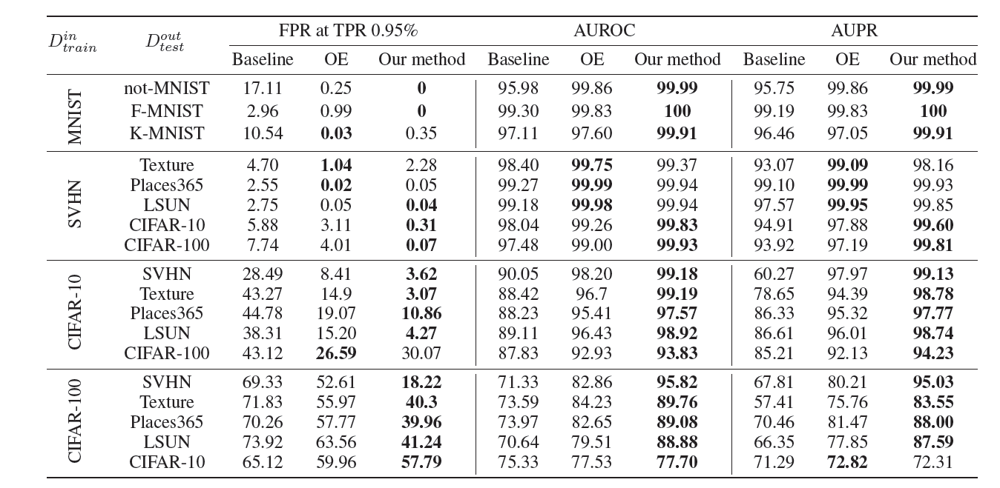 D_train^in D_test^out FPR at TPR 0.95% AUROC AUPR
Baseline OE Our method Baseline OE Our method Baseline OE Our method
MNIST
not-MNIST 17.11 0.25 0 95.98 99.86 99.99 95.75 99.86 99.99
F-MNIST 2.96 0.99 0 99.30 99.83 100 99.19 99.83 100
K-MNIST 10.54 0.03 0.35 97.11 97.60 99.91 96.46 97.05 99.91
SVHN
Texture 4.70 1.04 2.28 98.40 99.75 99.37 93.07 99.09 98.16
Places365 2.55 0.02 0.05 99.27 99.99 99.94 99.10 99.99 99.93
LSUN 2.75 0.05 0.04 99.18 99.98 99.94 97.57 99.95 99.85
CIFAR-10 5.88 3.11 0.31 98.04 99.26 99.83 94.91 97.88 99.60
CIFAR-100 7.74 4.01 0.07 97.48 99.00 99.93 93.92 97.19 99.81
CIFAR-10
SVHN 28.49 8.41 3.62 90.05 98.20 99.18 60.27 97.97 99.13
Texture 43.27 14.9 3.07 88.42 96.7 99.19 78.65 94.39 98.78
Places365 44.78 19.07 10.86 88.23 95.41 97.57 86.33 95.32 97.77
LSUN 38.31 15.20 4.27 89.11 96.43 98.92 86.61 96.01 98.74
CIFAR-100 43.12 26.59 30.07 87.83 92.93 93.83 85.21 92.13 94.23
CIFAR-100
SVHN 69.33 52.61 18.22 71.33 82.86 95.82 67.81 80.21 95.03
Texture 71.83 55.97 40.3 73.59 84.23 89.76 57.41 75.76 83.55
Places365 70.26 57.77 39.96 73.97 82.65 89.08 70.46 81.47 88.00
LSUN 73.92 63.56 41.24 70.64 79.51 88.88 66.35 77.85 87.59
CIFAR-10 65.12 59.96 57.79 75.33 77.53 77.70 71.29 72.82 72.31